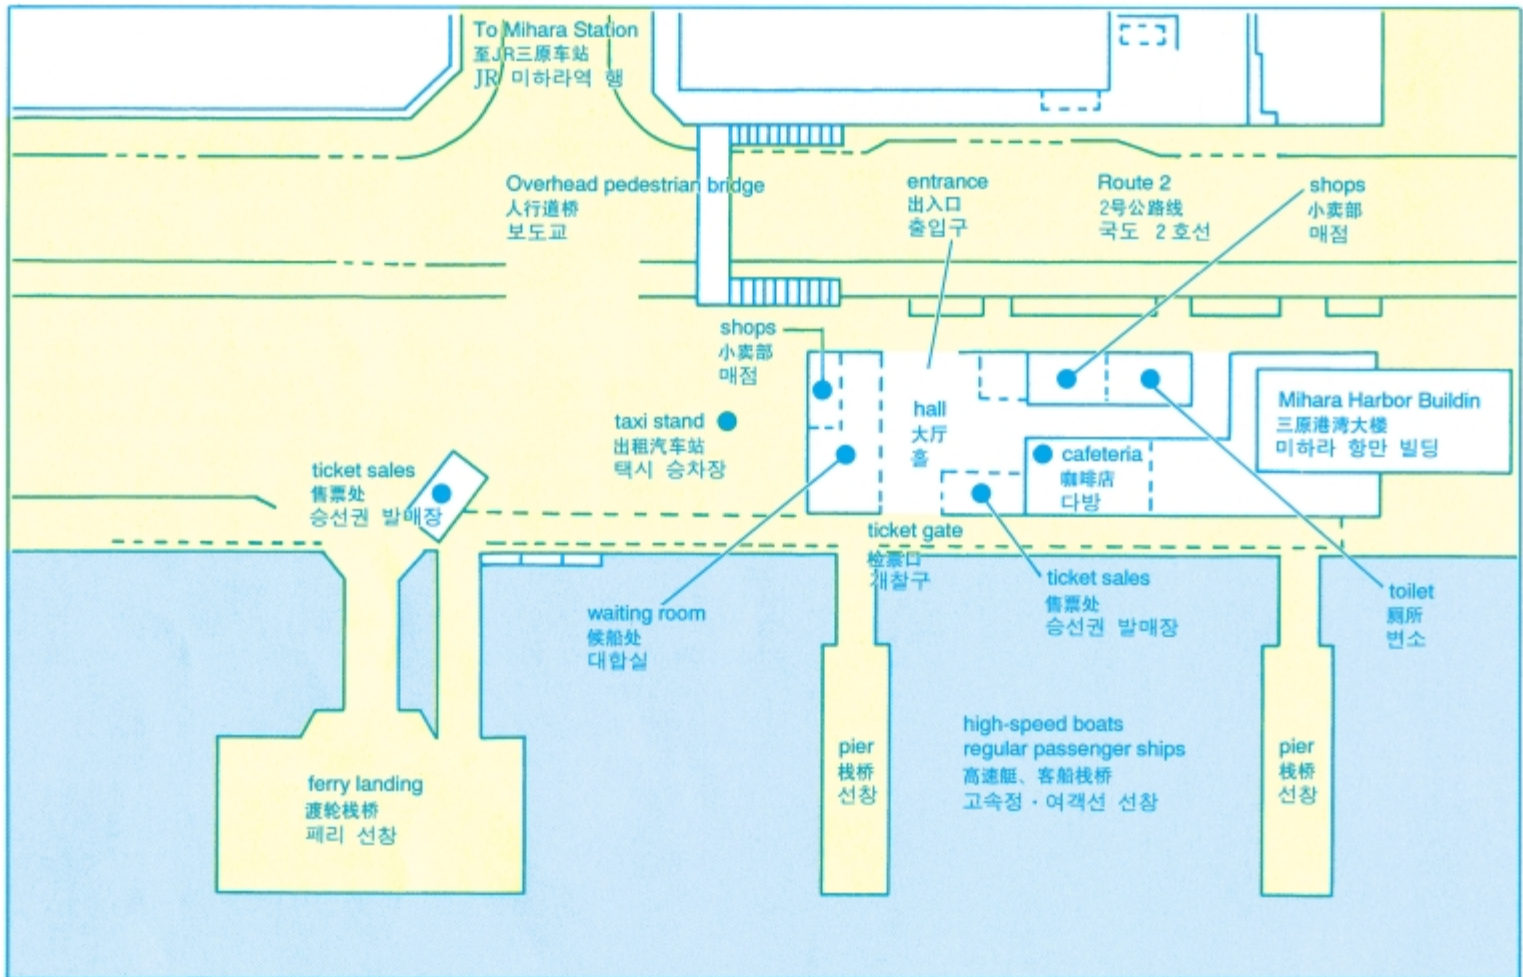 To Mihara Station
至JR三原车站
JR 미하라역 행
Overhead pedestrian bridge
人行道桥
보도교
entrance
出入口
출입구
Route 2
2号公路线
국도 2호선
shops
小卖部
매점
shops
小卖部
매점
taxi stand
出租汽车站
택시 승차장
hall
大厅
홀
Mihara Harbor Buildin
三原港湾大楼
미하라 항만 빌딩
cafeteria
咖啡店
다방
ticket sales
售票处
승선권 발매장
ticket gate
检票口
개찰구
ticket sales
售票处
승선권 발매장
toilet
厕所
변소
waiting room
候船处
대합실
high-speed boats
regular passenger ships
高速艇、客船栈桥
고속정・여객선 선창
pier
栈桥
선창
pier
栈桥
선창
ferry landing
渡轮栈桥
페리 선창